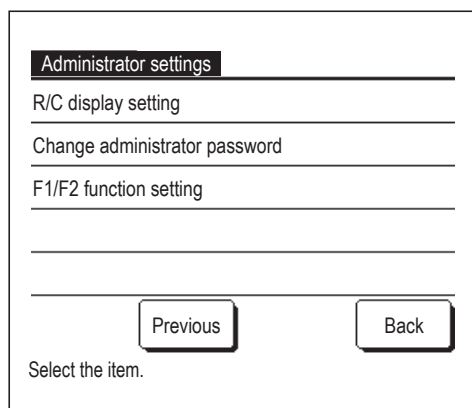 Administrator settings
R/C display setting
Change administrator password
F1/F2 function setting
Previous Back
Select the item.